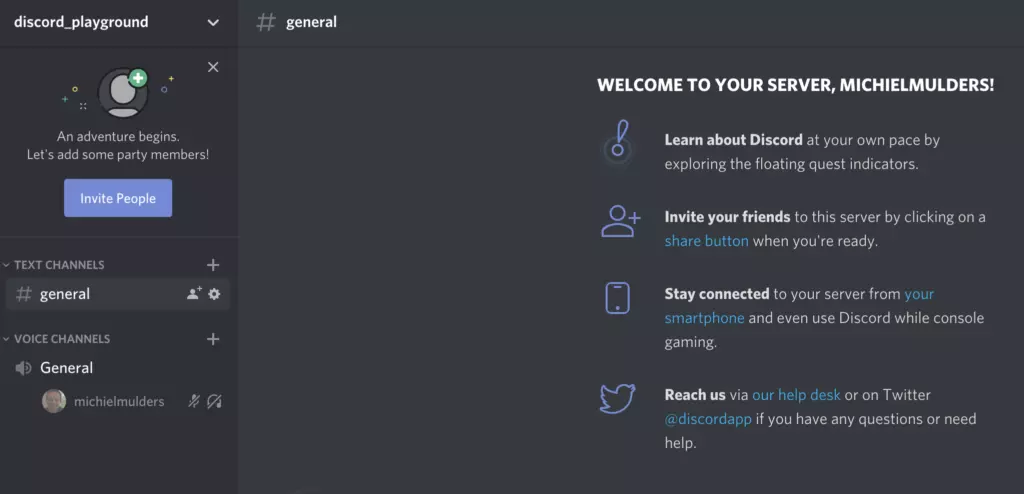 discord_playground
An adventure begins.
Let's add some party members!
Invite People
TEXT CHANNELS
general
VOICE CHANNELS
General
michielmulders
# general
WELCOME TO YOUR SERVER, MICHIELMULDERS!
Learn about Discord at your own pace by
exploring the floating quest indicators.
Invite your friends to this server by clicking on a
share button when you're ready.
Stay connected to your server from your
smartphone and even use Discord while console
gaming.
Reach us via our help desk or on Twitter
@discordapp if you have any questions or need
help.